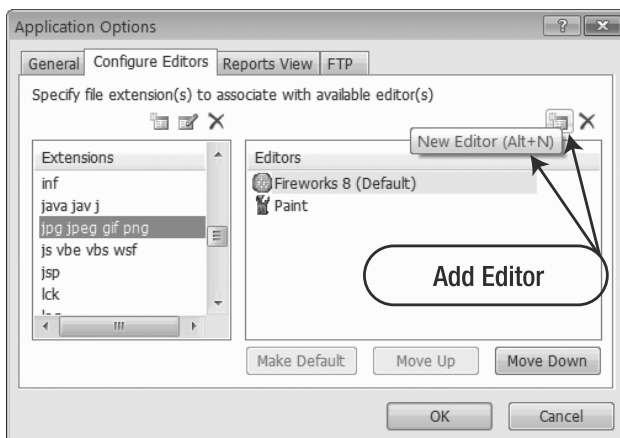 Application Options
General Configure Editors Reports View FTP
Specify file extension(s) to associate with available editor(s)
New Editor (Alt+N)
Extensions
inf
java jav j
jpg jpeg gif png
js vbe vbs wsf
jsp
lck
Editors
Fireworks 8 (Default)
Paint
Add Editor
Make Default Move Up Move Down
OK Cancel